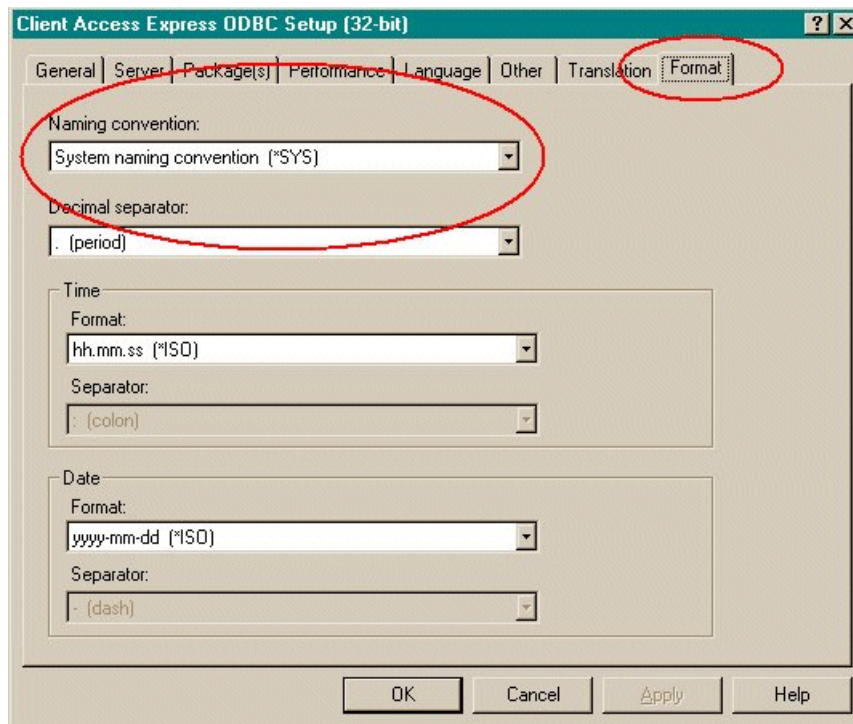 Client Access Express ODBC Setup (32-bit)
General Server Package(s) Performance Language Other Translation Format
Naming convention:
System naming convention (*SYS)
Decimal separator:
. (period)
Time
Format:
hh.mm.ss (*ISO)
Separator:
: (colon)
Date
Format:
yyyy-mm-dd (*ISO)
Separator:
- (dash)
OK Cancel Apply Help